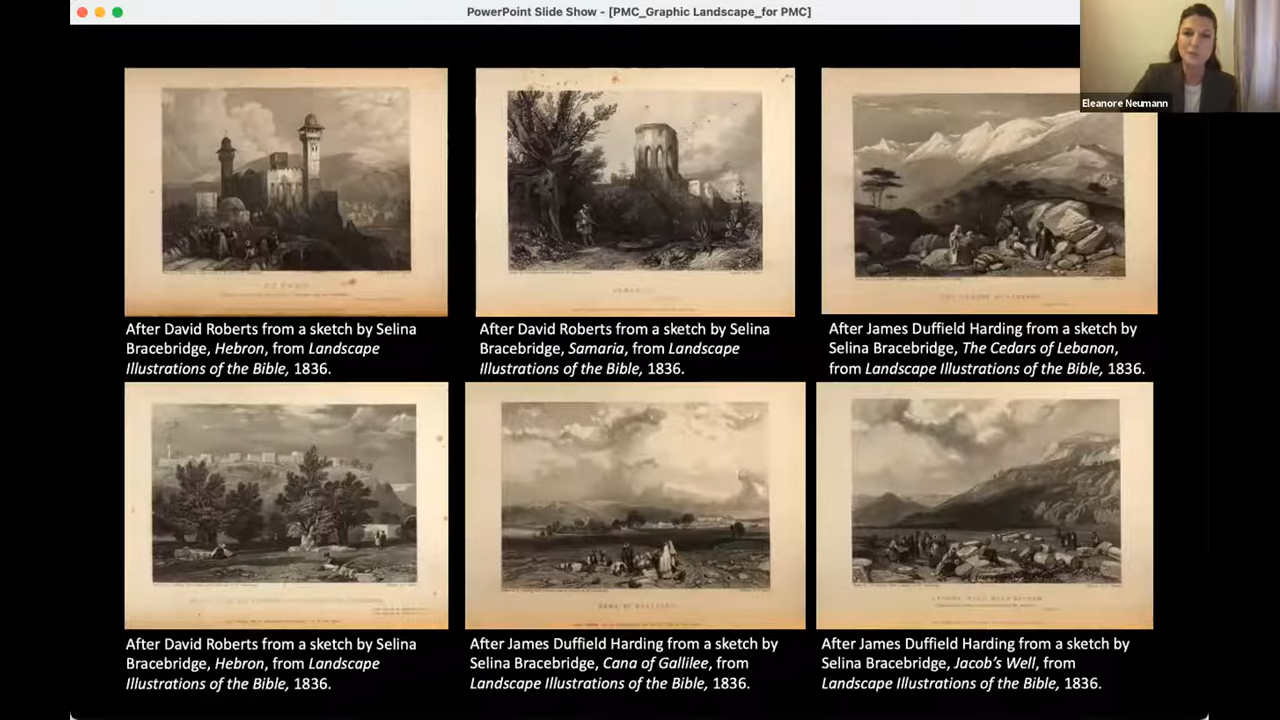 PowerPoint Slide Show - [PMC_Graphic Landscape_for PMC]
Eleanore Neumann
After David Roberts from a sketch by Selina
Bracebridge, Hebron, from Landscape
Illustrations of the Bible, 1836.
After David Roberts from a sketch by Selina
Bracebridge, Samaria, from Landscape
Illustrations of the Bible, 1836.
After James Duffield Harding from a sketch by
Selina Bracebridge, The Cedars of Lebanon,
from Landscape Illustrations of the Bible, 1836.
After David Roberts from a sketch by Selina
Bracebridge, Hebron, from Landscape
Illustrations of the Bible, 1836.
After James Duffield Harding from a sketch by
Selina Bracebridge, Cana of Gallilee, from
Landscape Illustrations of the Bible, 1836.
After James Duffield Harding from a sketch by
Selina Bracebridge, Jacob's Well, from
Landscape Illustrations of the Bible, 1836.